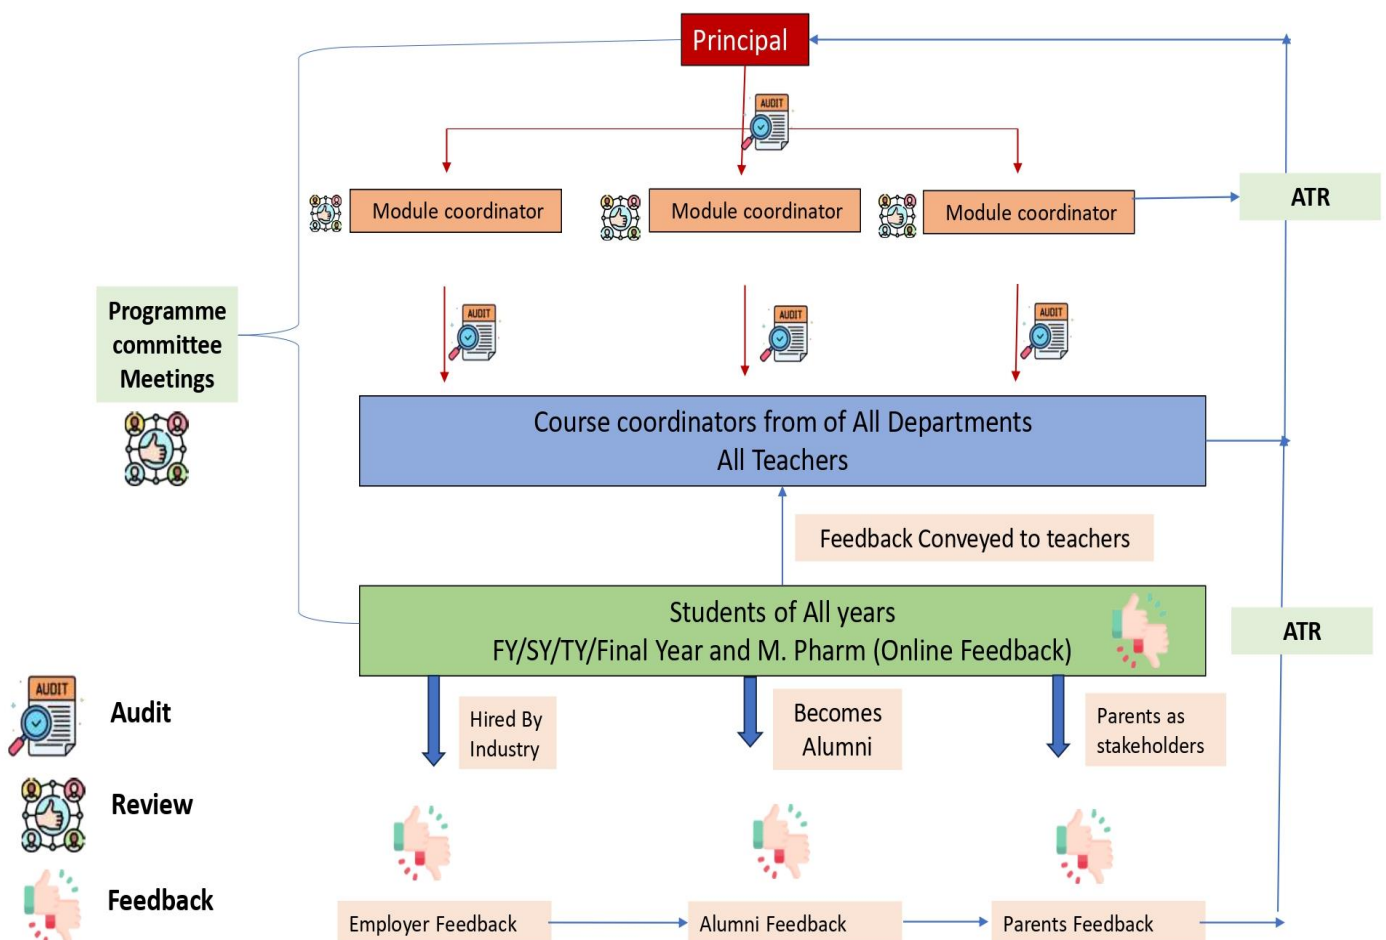 Principal
AUDIT
Module coordinator
Module coordinator
Module coordinator
ATR
Programme
committee
Meetings
AUDIT
AUDIT
AUDIT
Course coordinators from of All Departments
All Teachers
Feedback Conveyed to teachers
Students of All years
FY/SY/TY/Final Year and M. Pharm (Online Feedback)
ATR
Hired By
Industry
Becomes
Alumni
Parents as
stakeholders
AUDIT
Audit
Review
Feedback
Employer Feedback
Alumni Feedback
Parents Feedback